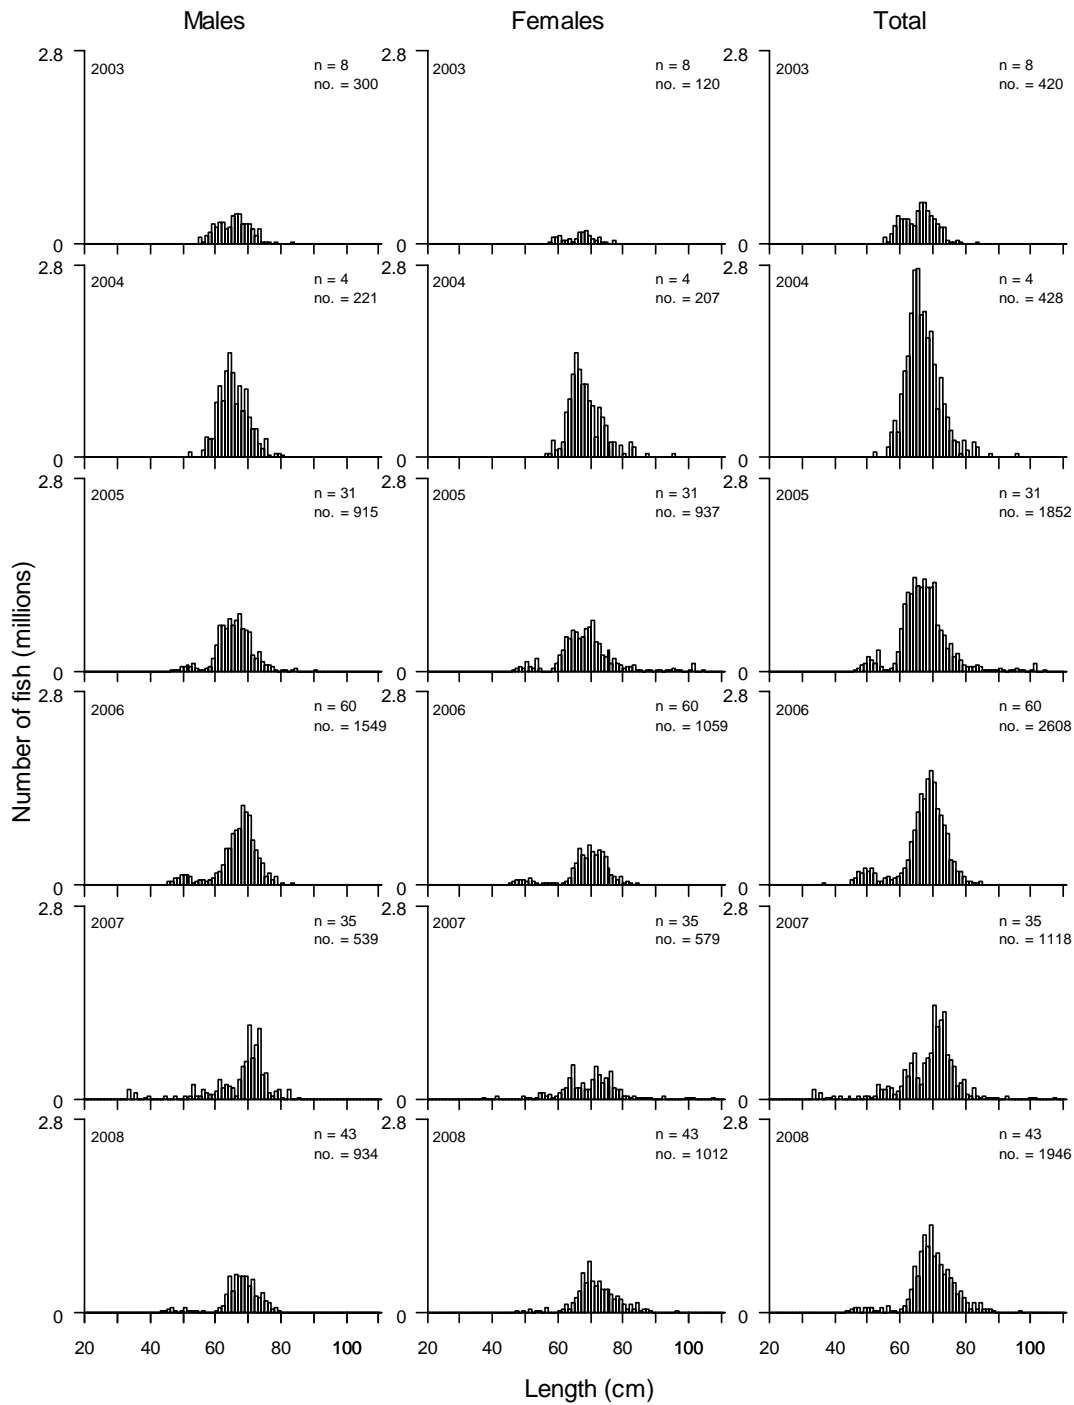 Males Females Total
2.8 2003 n = 8 no. = 300 0
2.8 2003 n = 8 no. = 120 0
2.8 2003 n = 8 no. = 420 0
2.8 2004 n = 4 no. = 221 0
2.8 2004 n = 4 no. = 207 0
2.8 2004 n = 4 no. = 428 0
2.8 2005 n = 31 no. = 915 0
2.8 2005 n = 31 no. = 937 0
2.8 2005 n = 31 no. = 1852 0
2.8 2006 n = 60 no. = 1549 0
2.8 2006 n = 60 no. = 1059 0
2.8 2006 n = 60 no. = 2608 0
2.8 2007 n = 35 no. = 539 0
2.8 2007 n = 35 no. = 579 0
2.8 2007 n = 35 no. = 1118 0
2.8 2008 n = 43 no. = 934 0
2.8 2008 n = 43 no. = 1012 0
2.8 2008 n = 43 no. = 1946 0
20 40 60 80 100 20 40 60 80 100 20 40 60 80 100
Number of fish (millions)
Length (cm)